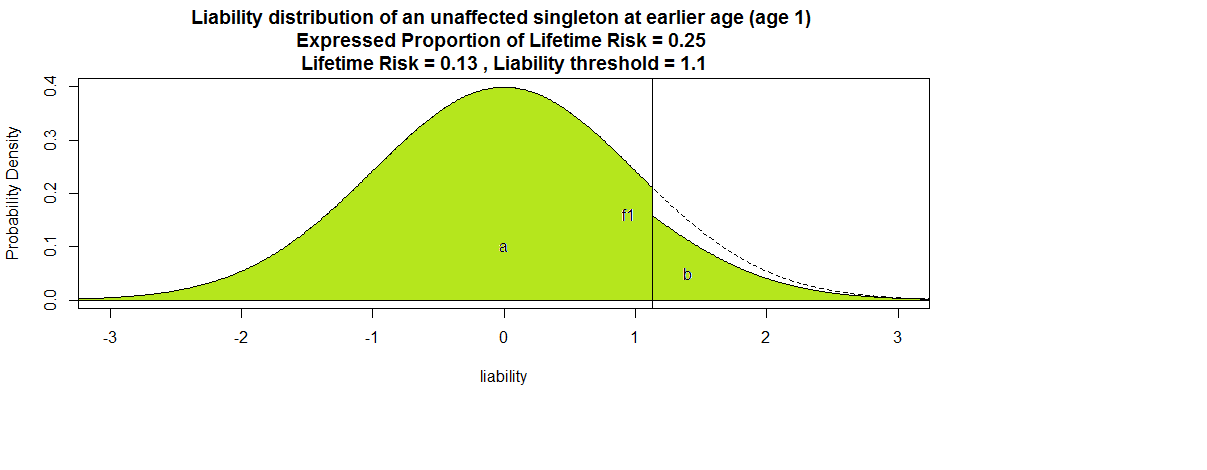 Liability distribution of an unaffected singleton at earlier age (age 1)
Expressed Proportion of Lifetime Risk = 0.25
Lifetime Risk = 0.13 , Liability threshold = 1.1
Probability Density
0.4
0.3
0.2
0.1
0.0
f1
a
b
-3 -2 -1 0 1 2 3
liability